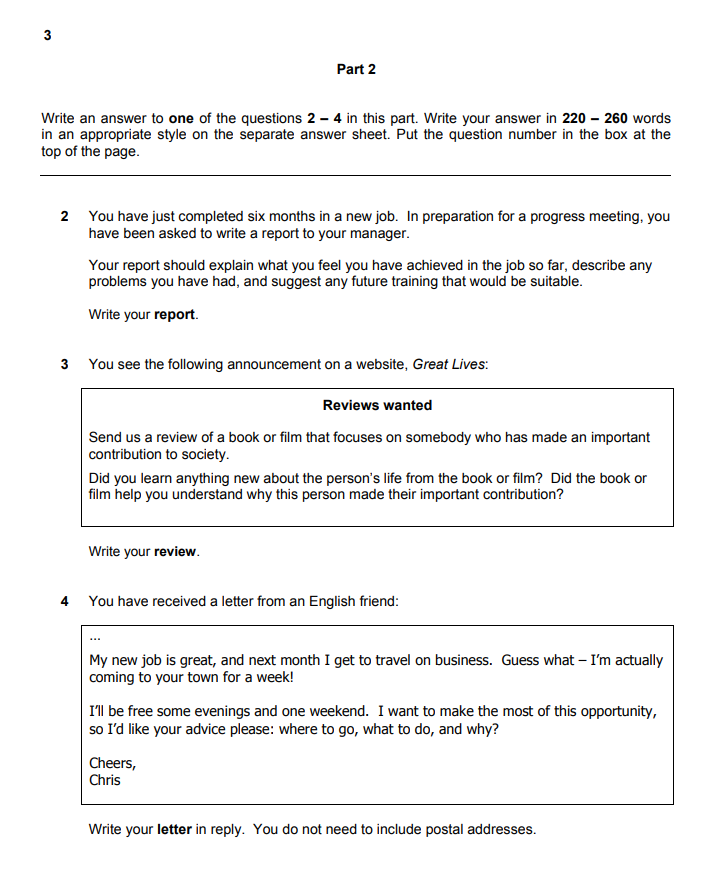 3
Part 2
Write an answer to one of the questions 2 – 4 in this part. Write your answer in 220 – 260 words
in an appropriate style on the separate answer sheet. Put the question number in the box at the
top of the page.
2 You have just completed six months in a new job. In preparation for a progress meeting, you
have been asked to write a report to your manager.
Your report should explain what you feel you have achieved in the job so far, describe any
problems you have had, and suggest any future training that would be suitable.
Write your report.
3 You see the following announcement on a website, Great Lives:
Reviews wanted
Send us a review of a book or film that focuses on somebody who has made an important
contribution to society.
Did you learn anything new about the person's life from the book or film? Did the book or
film help you understand why this person made their important contribution?
Write your review.
4 You have received a letter from an English friend:
...
My new job is great, and next month I get to travel on business. Guess what – I'm actually
coming to your town for a week!
I'll be free some evenings and one weekend. I want to make the most of this opportunity,
so I'd like your advice please: where to go, what to do, and why?
Cheers,
Chris
Write your letter in reply. You do not need to include postal addresses.